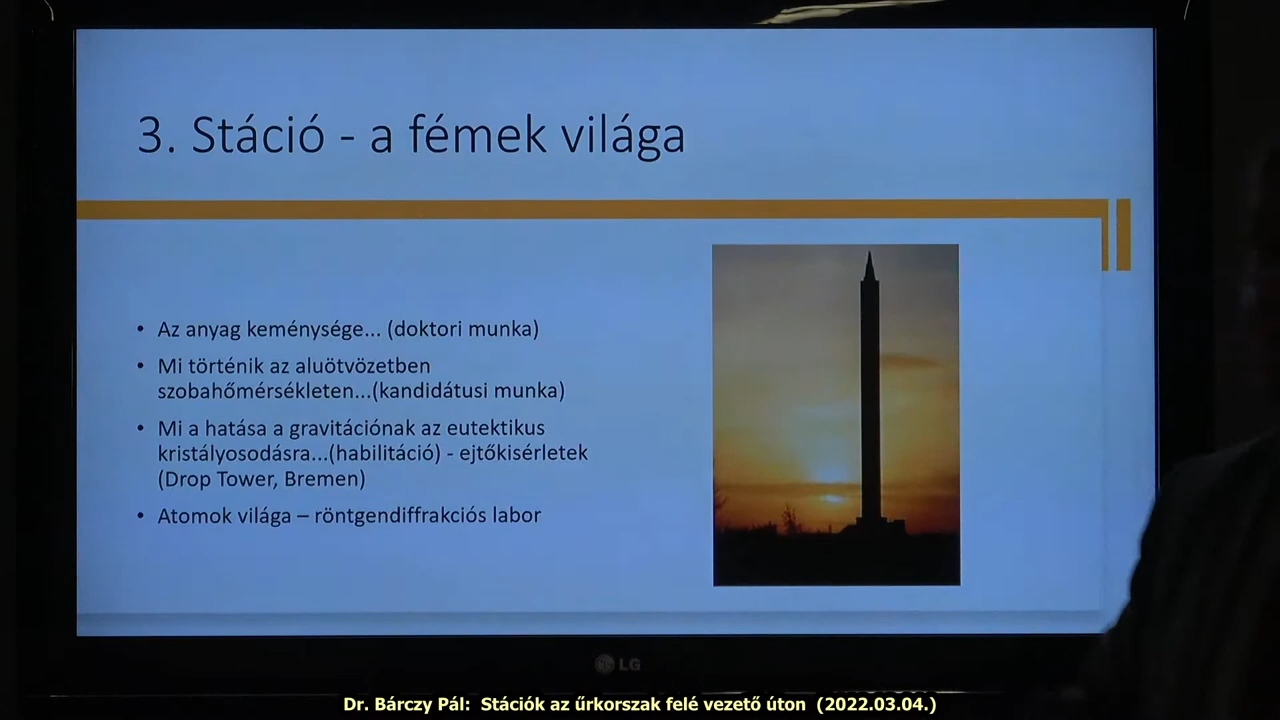 3. Stáció - a fémek világa
• Az anyag keménysége... (doktori munka)
• Mi történik az aluötvözetben
szobahőmérsékleten...(kandidátusi munka)
• Mi a hatása a gravitációnak az eutektikus
kristályosodásra...(habilitáció) - ejtőkisérletek
(Drop Tower, Bremen)
• Atomok világa – röntgendiffrakciós labor
LG
Dr. Bárczy Pál: Stációk az űrkorszak felé vezető úton (2022.03.04.)